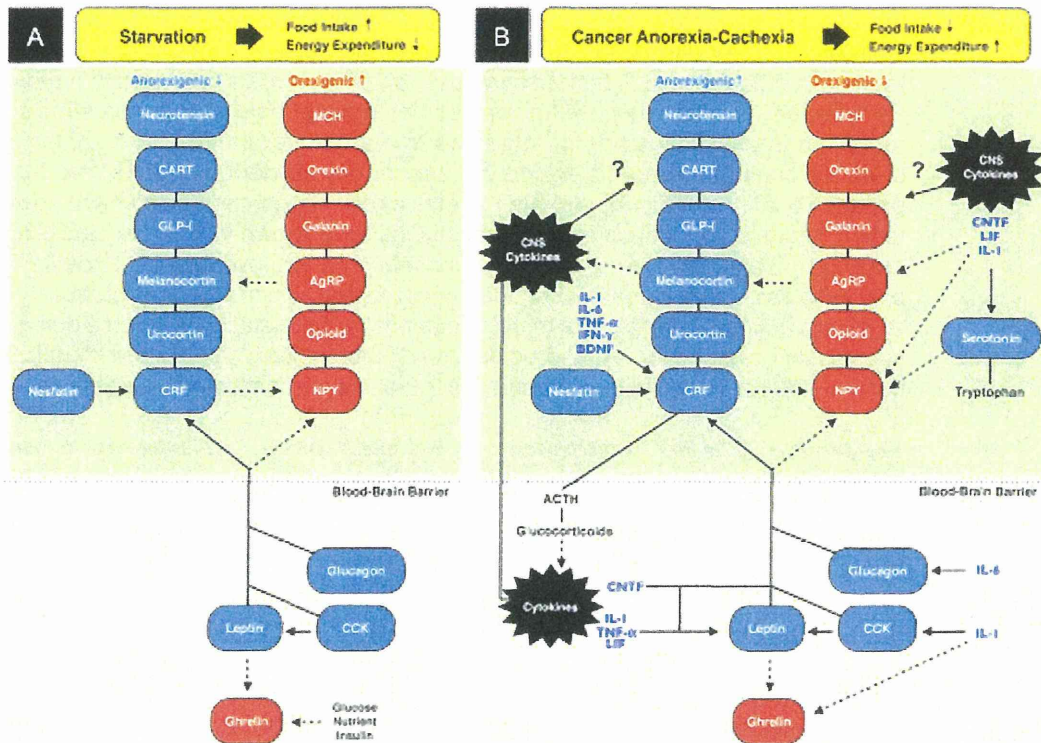 A
Starvation
Food Intake ↑
Energy Expenditure ↓
Anorexigenic ↓
Orexigenic ↑
Neurotensin
MCH
CART
Orexin
GLP-I
Galanin
Melanocortin
AgRP
Urocortin
Opioid
Nesfatin
CRF
NPY
Blood-Brain Barrier
Glucagon
Leptin
CCK
Ghrelin
Glucose
Nutrient
Insulin
B
Cancer Anorexia-Cachexia
Food Intake ↓
Energy Expenditure ↑
Anorexigenic ↑
Orexigenic ↓
Neurotensin
MCH
?
CART
Orexin
?
CNS
Cytokines
GLP-I
Galanin
CNTF
LIF
IL-1
CNS
Cytokines
Melanocortin
AgRP
IL-1
IL-6
TNF-α
IFN-γ
BDNF
Urocortin
Opioid
Serotonin
Nesfatin
CRF
NPY
Tryptophan
Blood-Brain Barrier
ACTH
Glucocorticoids
Glucagon
IL-6
Cytokines
CNTF
IL-1
TNF-α
LIF
Leptin
CCK
IL-1
Ghrelin